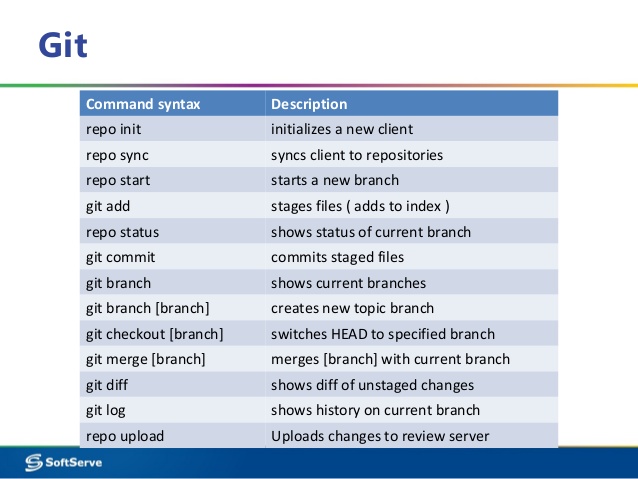 Git
Command syntax Description
repo init initializes a new client
repo sync syncs client to repositories
repo start starts a new branch
git add stages files ( adds to index )
repo status shows status of current branch
git commit commits staged files
git branch shows current branches
git branch [branch] creates new topic branch
git checkout [branch] switches HEAD to specified branch
git merge [branch] merges [branch] with current branch
git diff shows diff of unstaged changes
git log shows history on current branch
repo upload Uploads changes to review server
SoftServe